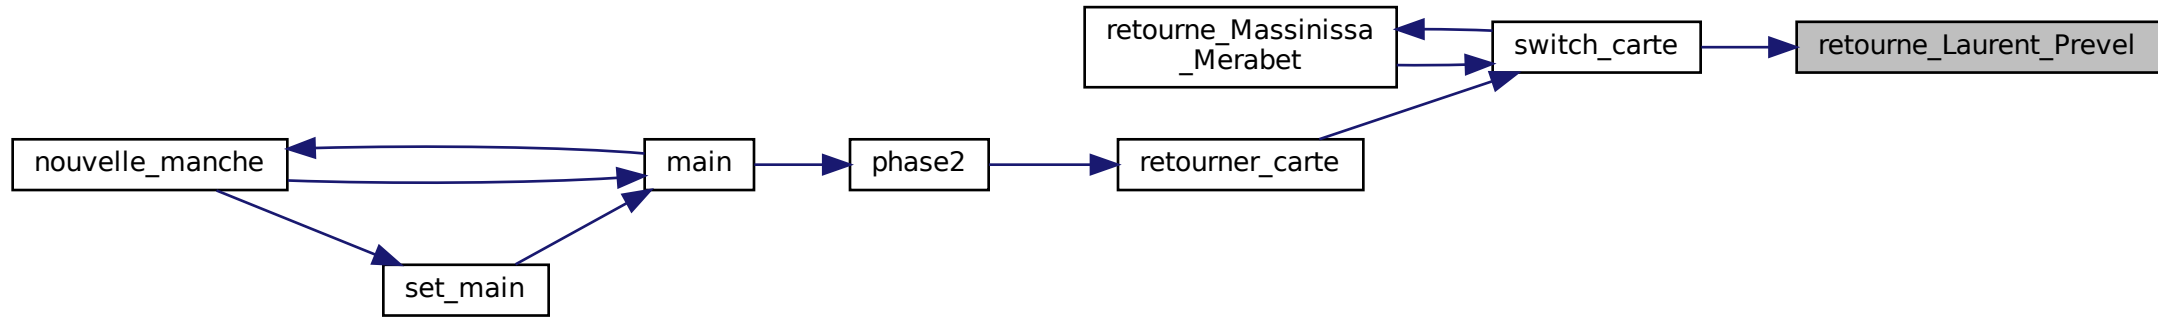 retourne_Massinissa
_Merabet
switch_carte
retourne_Laurent_Prevel
nouvelle_manche
main
phase2
retourner_carte
set_main